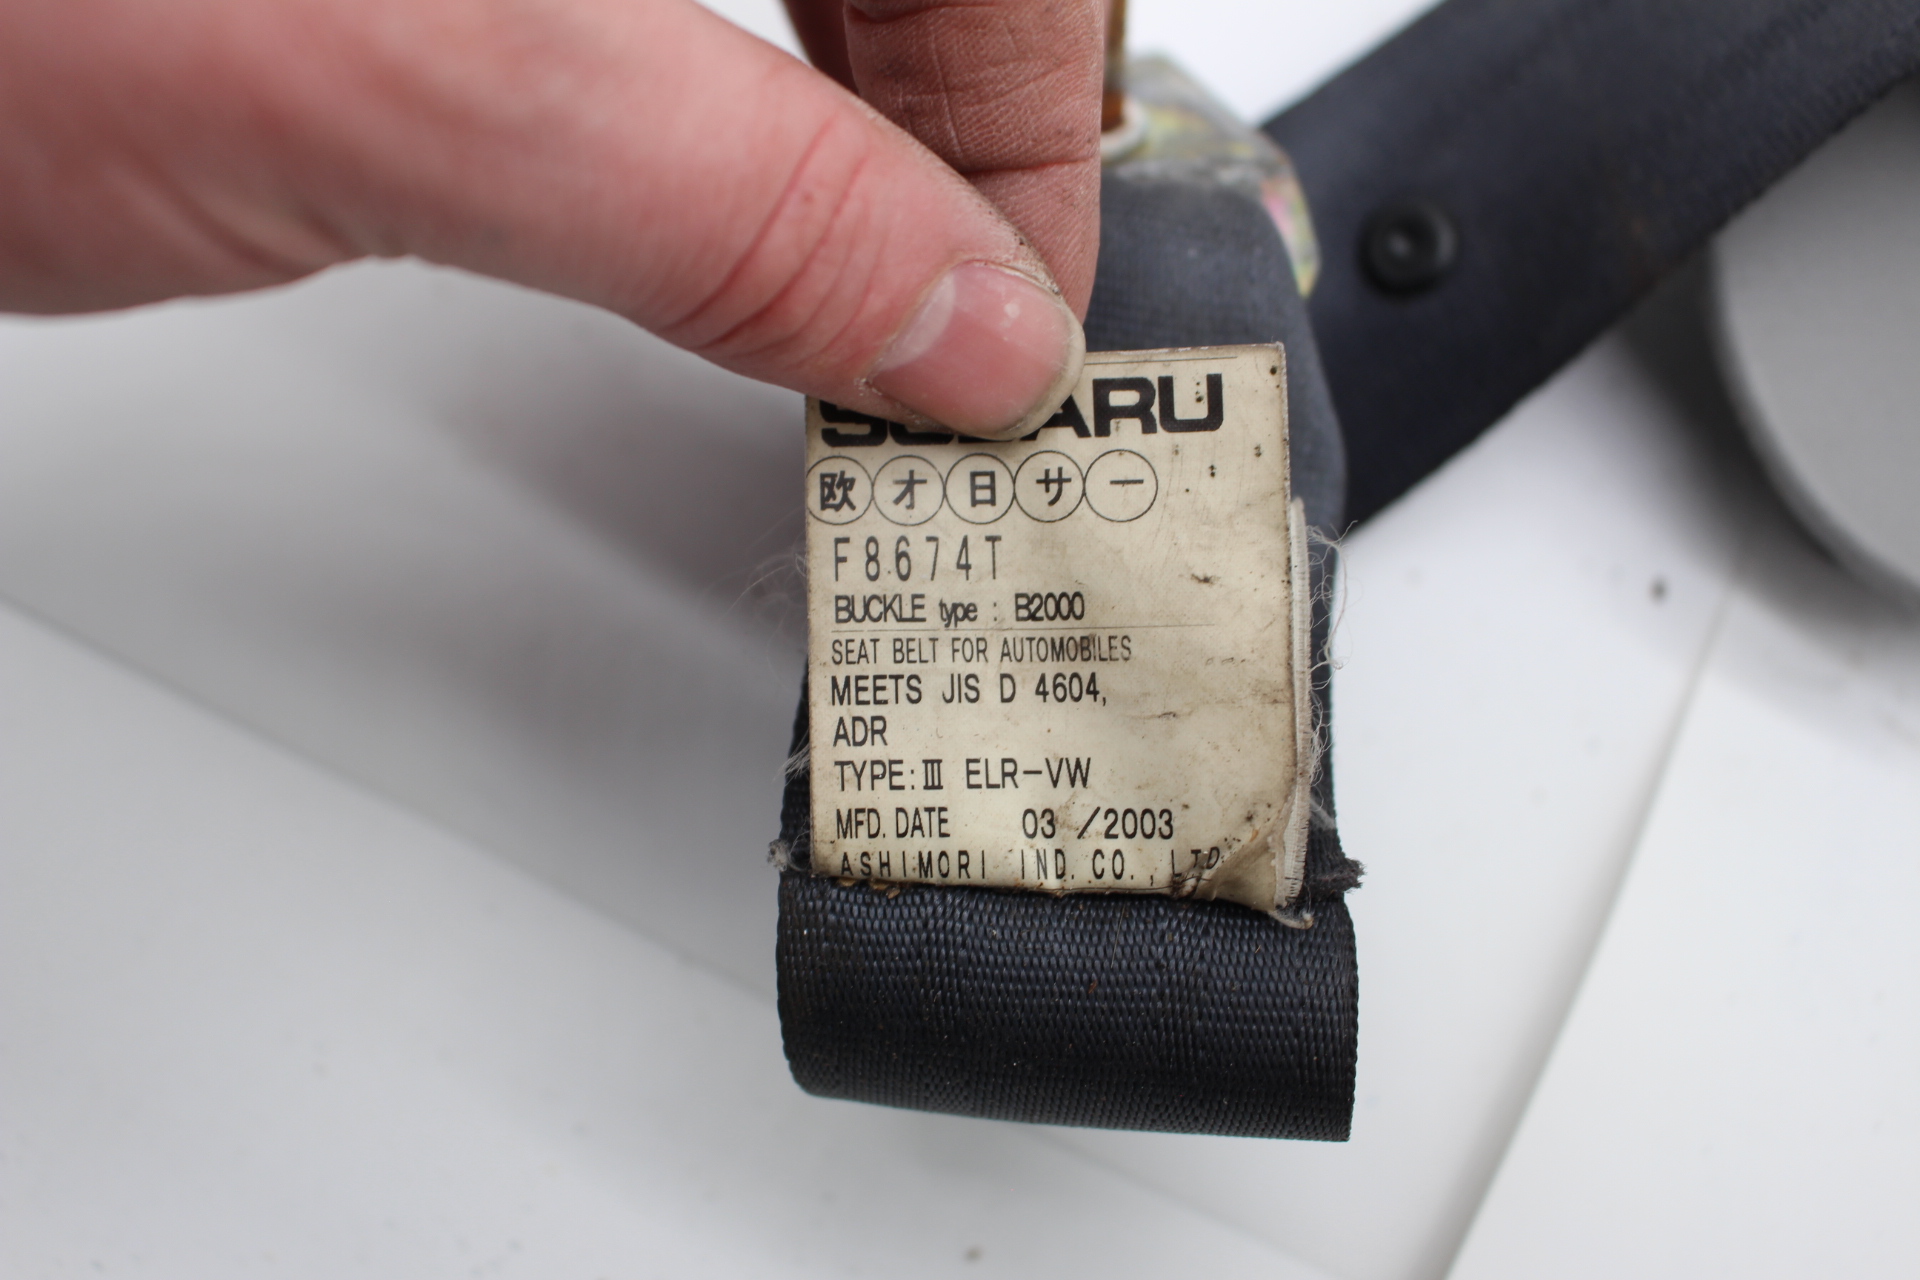 SUBARU
欧 オ 日 サ ー
F8674T
BUCKLE type : B2000
SEAT BELT FOR AUTOMOBILES
MEETS JIS D 4604,
ADR
TYPE:Ⅲ ELR-VW
MFD. DATE 03 /2003
ASHIMORI IND. CO., LTD.